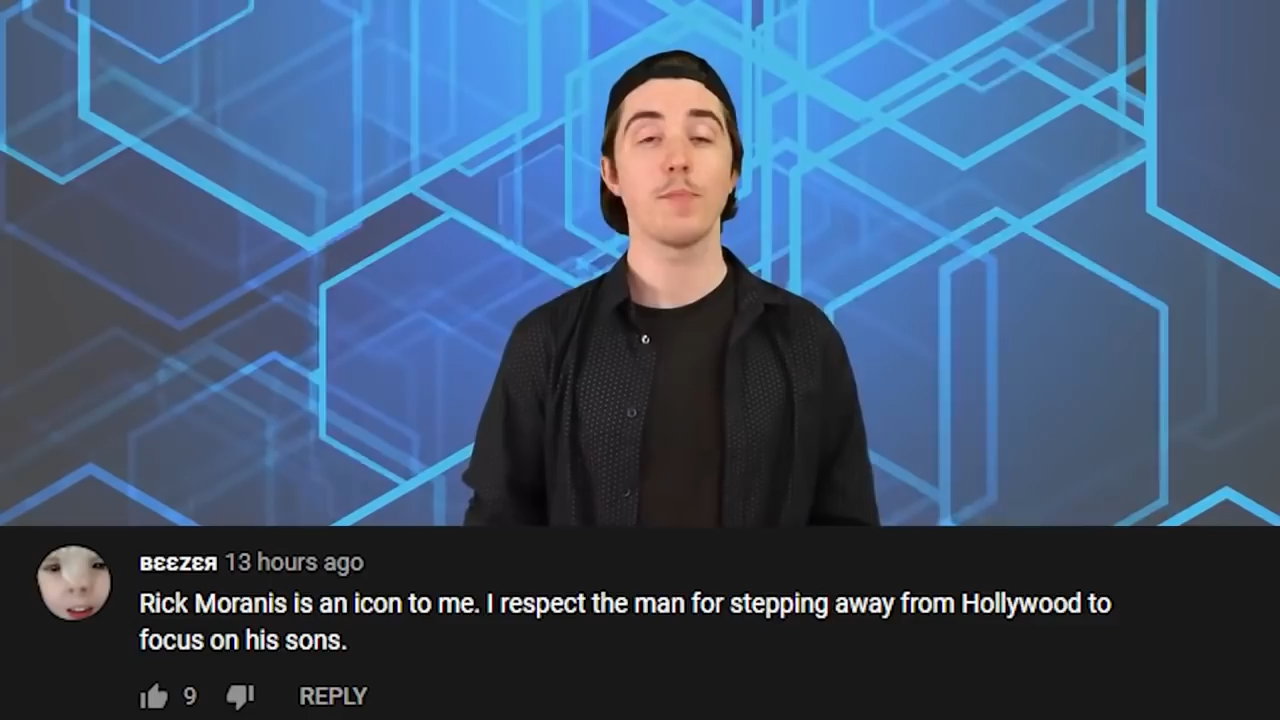 вεεzεя 13 hours ago
Rick Moranis is an icon to me. I respect the man for stepping away from Hollywood to
focus on his sons.
9 REPLY